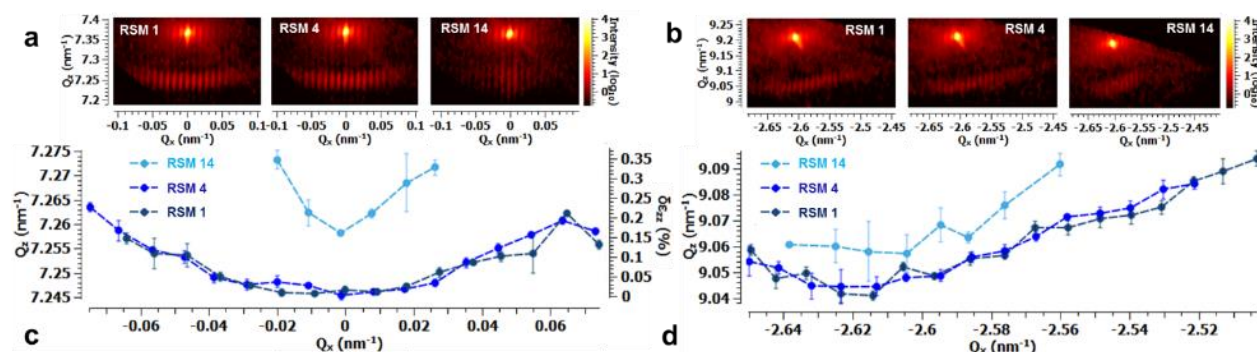 a
RSM 1
RSM 4
RSM 14
7.4
7.35
7.3
7.25
7.2
Qz (nm⁻¹)
-0.1 -0.05 0 0.05 -0.1 -0.05 0 0.05 -0.1 -0.05 0 0.05 0.1
Qx (nm⁻¹) Qx (nm⁻¹) Qx (nm⁻¹)
4
3
2
1
0
Intensity (log₁₀)
b
RSM 1
RSM 4
RSM 14
9.25
9.2
9.15
9.1
9.05
9
Qz (nm⁻¹)
-2.65 -2.6 -2.55 -2.65 -2.6 -2.55 -2.65 -2.6 -2.55 -2.5 -2.45
Qx (nm⁻¹) Qx (nm⁻¹) Qx (nm⁻¹)
4
3
2
1
0
Intensity (log₁₀)
c
7.275
7.27
7.265
7.26
7.255
7.25
7.245
Qz (nm⁻¹)
RSM 14
RSM 4
RSM 1
0.35
0.3
0.25
0.2
0.15
0.1
0.05
0
δεzz (%)
-0.06 -0.04 -0.02 0 0.02 0.04 0.06
Qx (nm⁻¹)
d
9.09
9.08
9.07
9.06
9.05
9.04
Qz (nm⁻¹)
RSM 14
RSM 4
RSM 1
-2.64 -2.62 -2.6 -2.58 -2.56 -2.54 -2.52
Qx (nm⁻¹)